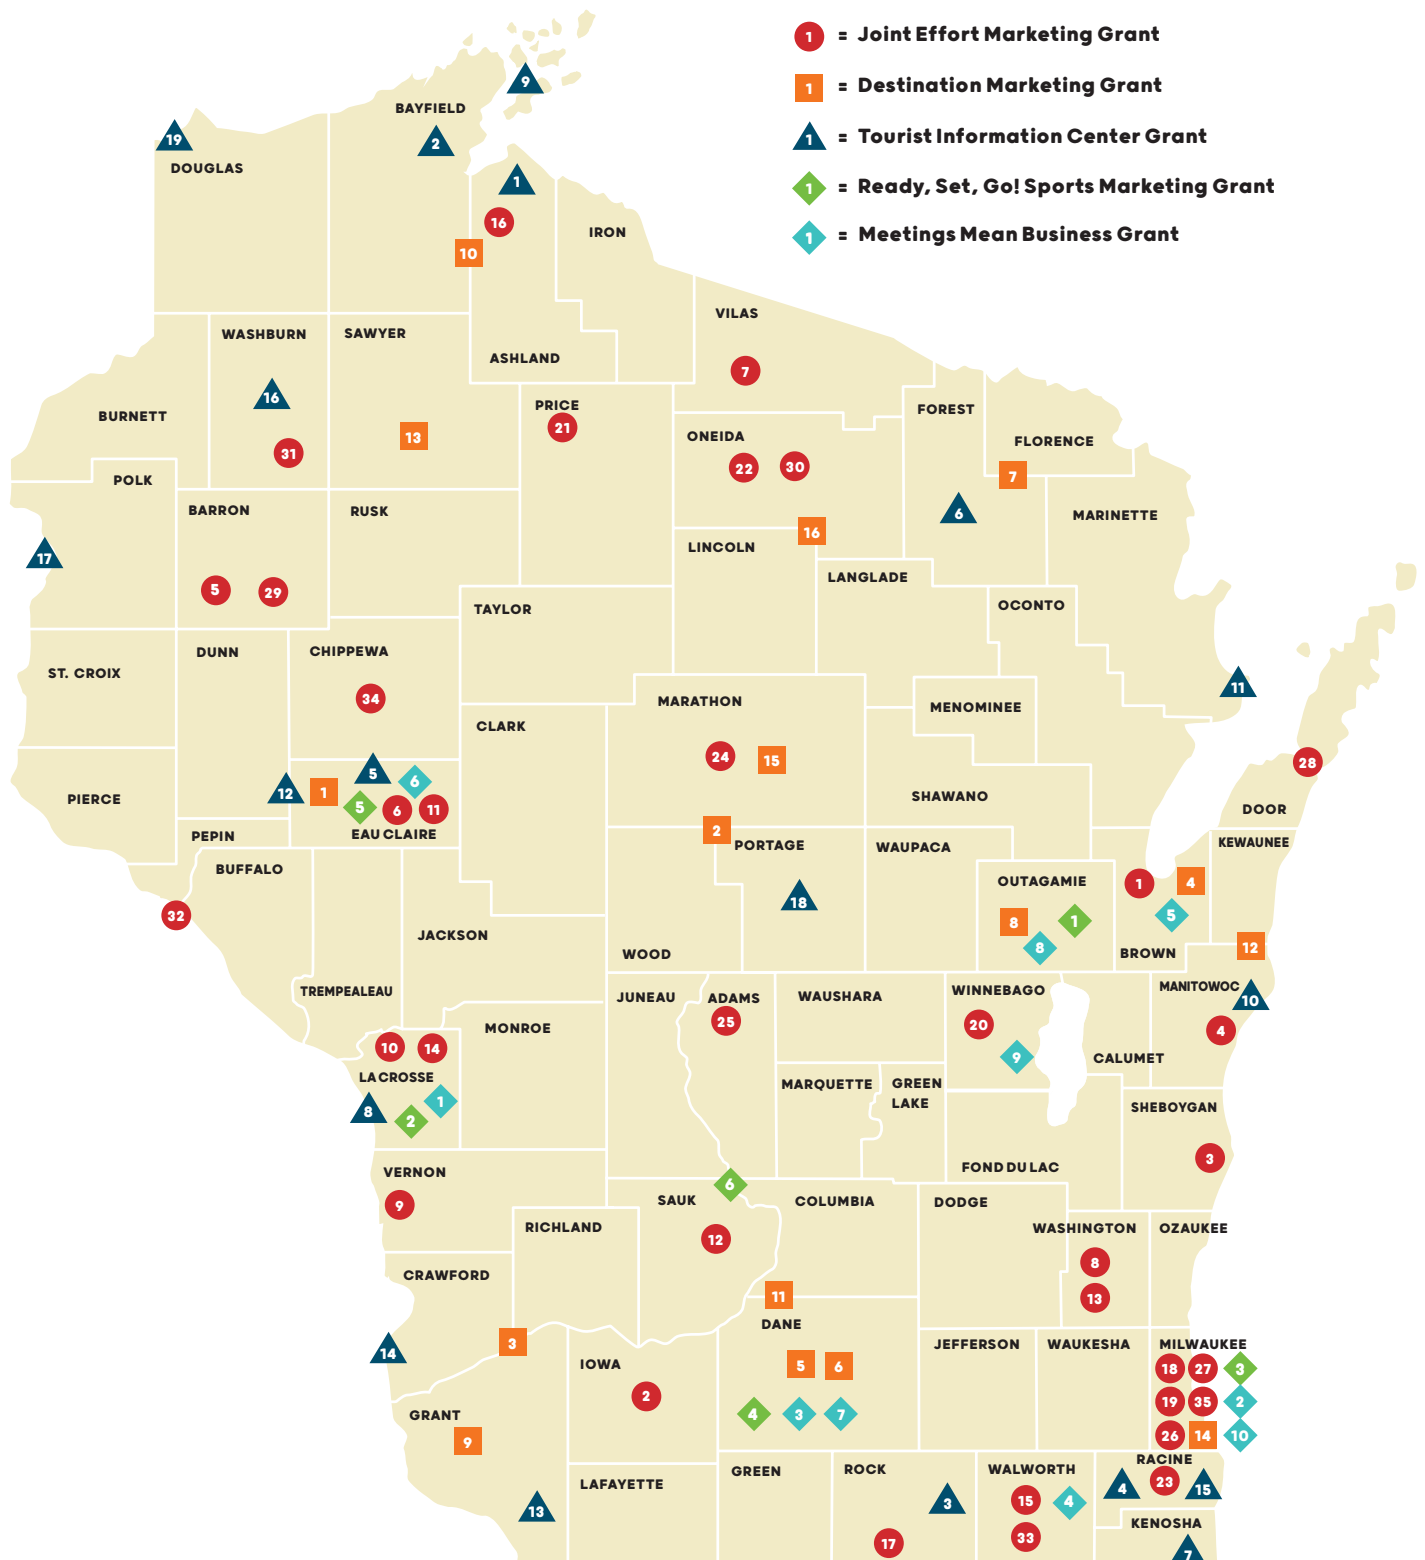 1 = Joint Effort Marketing Grant
1 = Destination Marketing Grant
1 = Tourist Information Center Grant
1 = Ready, Set, Go! Sports Marketing Grant
1 = Meetings Mean Business Grant
9
BAYFIELD
2
19
DOUGLAS
1
16
10
IRON
VILAS
WASHBURN
SAWYER
ASHLAND
7
16
PRICE
21
BURNETT
FOREST
13
ONEIDA
FLORENCE
31
22
30
7
POLK
BARRON
RUSK
6
MARINETTE
16
17
LINCOLN
LANGLADE
5
29
TAYLOR
OCONTO
DUNN
CHIPPEWA
ST. CROIX
11
34
MARATHON
MENOMINEE
CLARK
24
15
28
5
6
12
1
PIERCE
SHAWANO
5
6
11
DOOR
PEPIN
EAU CLAIRE
2
PORTAGE
WAUPACA
KEWAUNEE
BUFFALO
OUTAGAMIE
1
4
18
32
8
1
5
JACKSON
8
12
WOOD
BROWN
TREMPEALEAU
JUNEAU
ADAMS
WAUSHARA
WINNEBAGO
MANITOWOC
10
25
20
MONROE
4
10
14
9
CALUMET
LA CROSSE
MARQUETTE
GREEN
LAKE
8
1
2
SHEBOYGAN
3
VERNON
FOND DU LAC
6
9
SAUK
COLUMBIA
DODGE
RICHLAND
WASHINGTON
OZAUKEE
12
8
CRAWFORD
11
13
DANE
14
3
JEFFERSON
WAUKESHA
MILWAUKEE
IOWA
5
6
18
27
3
2
19
35
2
GRANT
4
3
7
9
26
14
10
RACINE
GREEN
ROCK
WALWORTH
23
LAFAYETTE
4
15
3
15
4
13
KENOSHA
17
33
7